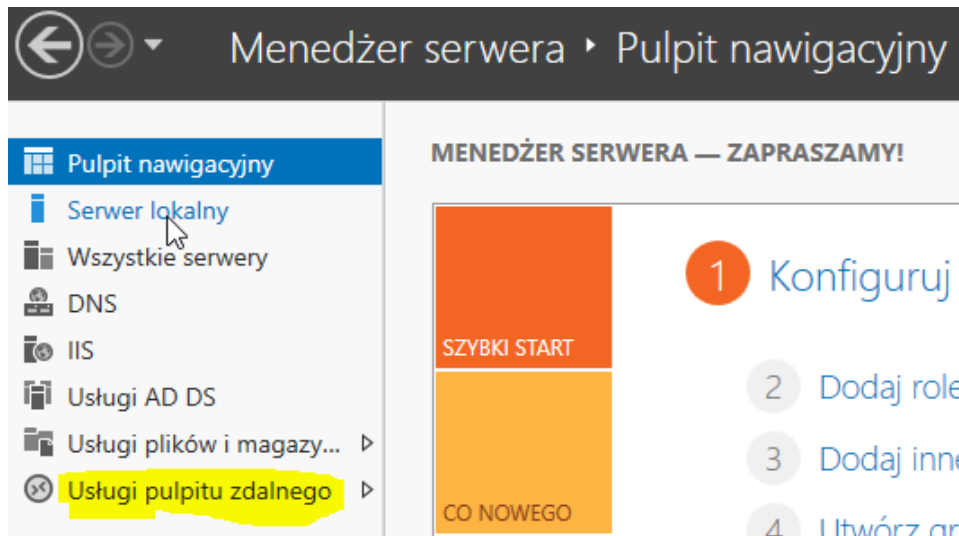 Menedżer serwera ‣ Pulpit nawigacyjny
Pulpit nawigacyjny
Serwer lokalny
Wszystkie serwery
DNS
IIS
Usługi AD DS
Usługi plików i magazy...
Usługi pulpitu zdalnego
MENEDŻER SERWERA — ZAPRASZAMY!
SZYBKI START
CO NOWEGO
1 Konfiguruj
2 Dodaj role
3 Dodaj inne
4 Utwórz gr